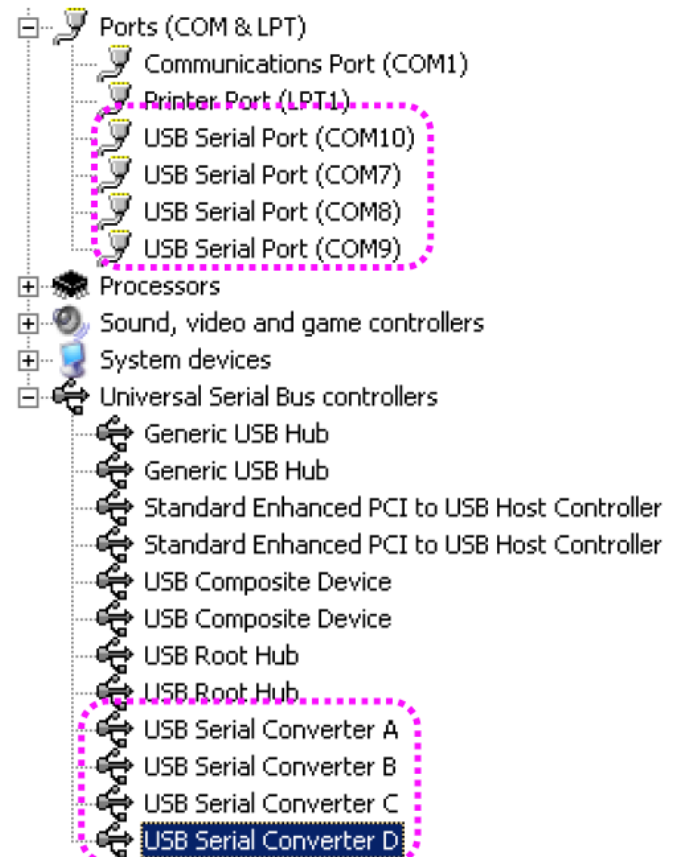 Ports (COM & LPT)
Communications Port (COM1)
Printer Port (LPT1)
USB Serial Port (COM10)
USB Serial Port (COM7)
USB Serial Port (COM8)
USB Serial Port (COM9)
Processors
Sound, video and game controllers
System devices
Universal Serial Bus controllers
Generic USB Hub
Generic USB Hub
Standard Enhanced PCI to USB Host Controller
Standard Enhanced PCI to USB Host Controller
USB Composite Device
USB Composite Device
USB Root Hub
USB Root Hub
USB Serial Converter A
USB Serial Converter B
USB Serial Converter C
USB Serial Converter D